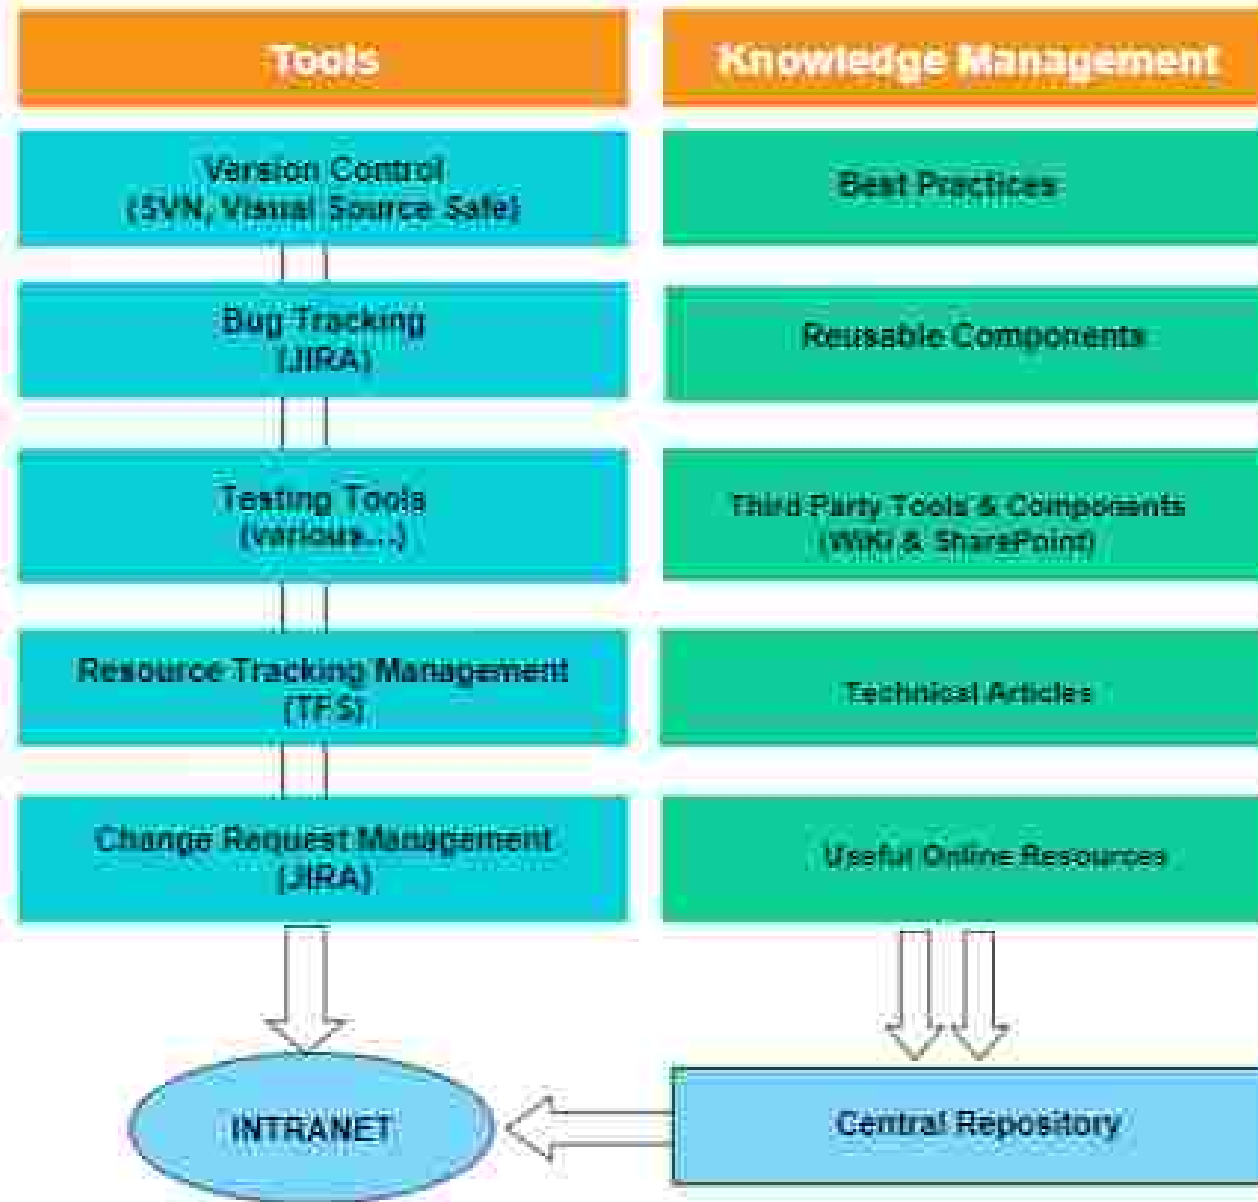 Tools
Version Control
(SVN, Visual Source Safe)
Bug Tracking
(JIRA)
Testing Tools
(various...)
Resource Tracking Management
(TFS)
Change Request Management
(JIRA)
INTRANET
Knowledge Management
Best Practices
Reusable Components
Third Party Tools & Components
(WiKi & SharePoint)
Technical Articles
Useful Online Resources
Central Repository